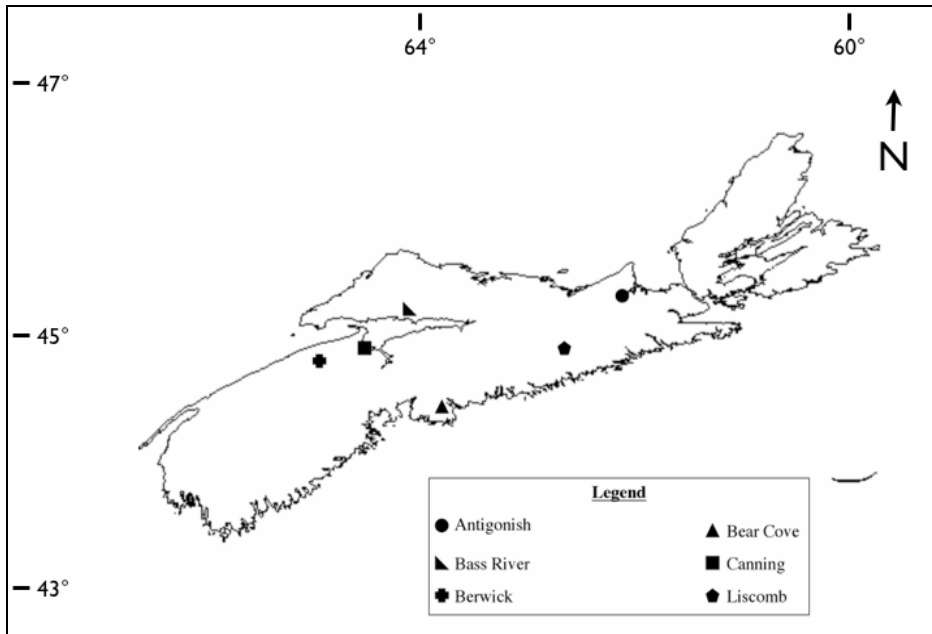 64° 60°
47°
N
45°
Legend
Antigonish Bear Cove
Bass River Canning
Berwick Liscomb
43°